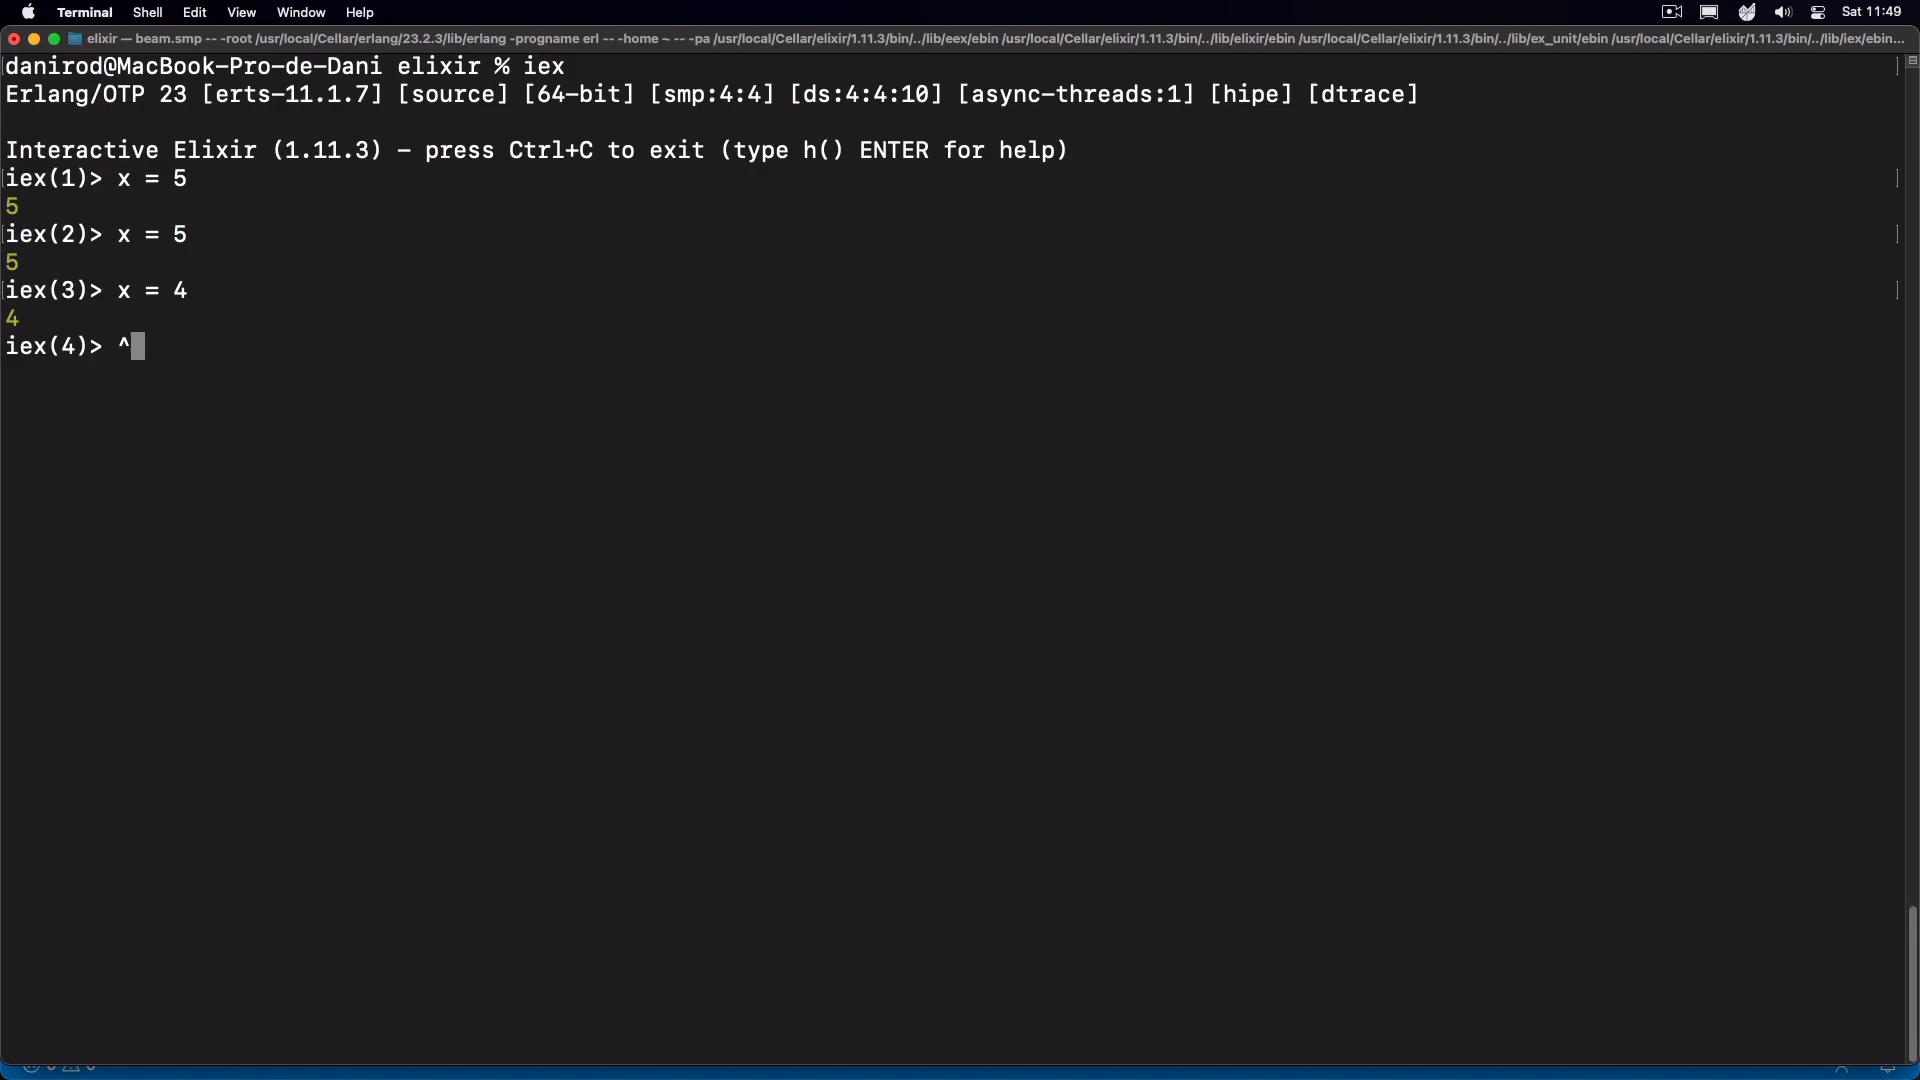 Terminal Shell Edit View Window Help Sat 11:49
elixir — beam.smp -- -root /usr/local/Cellar/erlang/23.2.3/lib/erlang -progname erl -- -home ~ -- -pa /usr/local/Cellar/elixir/1.11.3/bin/../lib/eex/ebin /usr/local/Cellar/elixir/1.11.3/bin/../lib/elixir/ebin /usr/local/Cellar/elixir/1.11.3/bin/../lib/ex_unit/ebin /usr/local/Cellar/elixir/1.11.3/bin/../lib/iex/ebin...
danirod@MacBook-Pro-de-Dani elixir % iex
Erlang/OTP 23 [erts-11.1.7] [source] [64-bit] [smp:4:4] [ds:4:4:10] [async-threads:1] [hipe] [dtrace]
Interactive Elixir (1.11.3) - press Ctrl+C to exit (type h() ENTER for help)
iex(1)> x = 5
5
iex(2)> x = 5
5
iex(3)> x = 4
4
iex(4)> ^